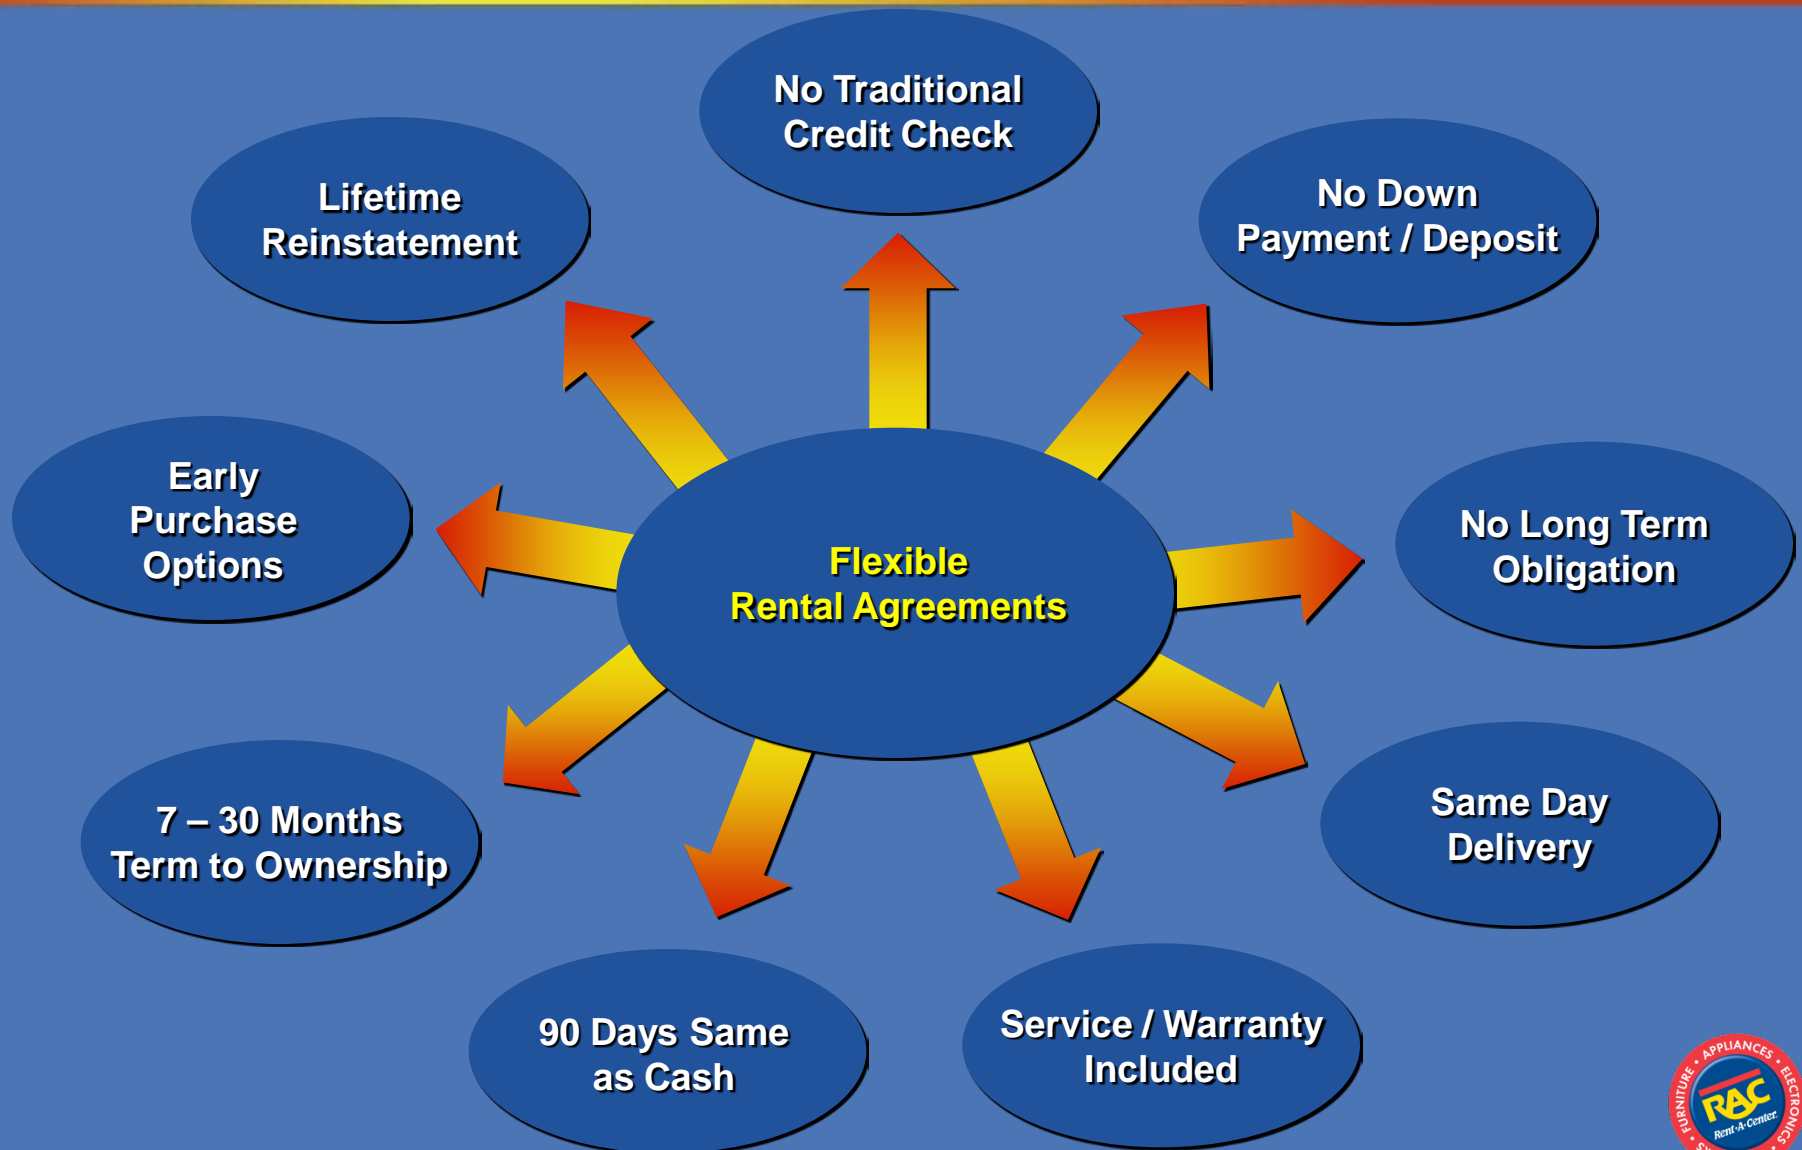 No Traditional
Credit Check
Lifetime
Reinstatement
No Down
Payment / Deposit
Early
Purchase
Options
No Long Term
Obligation
Flexible
Rental Agreements
7 – 30 Months
Term to Ownership
Same Day
Delivery
90 Days Same
as Cash
Service / Warranty
Included
FURNITURE • APPLIANCES • ELECTRONICS •
RAC
Rent-A-Center